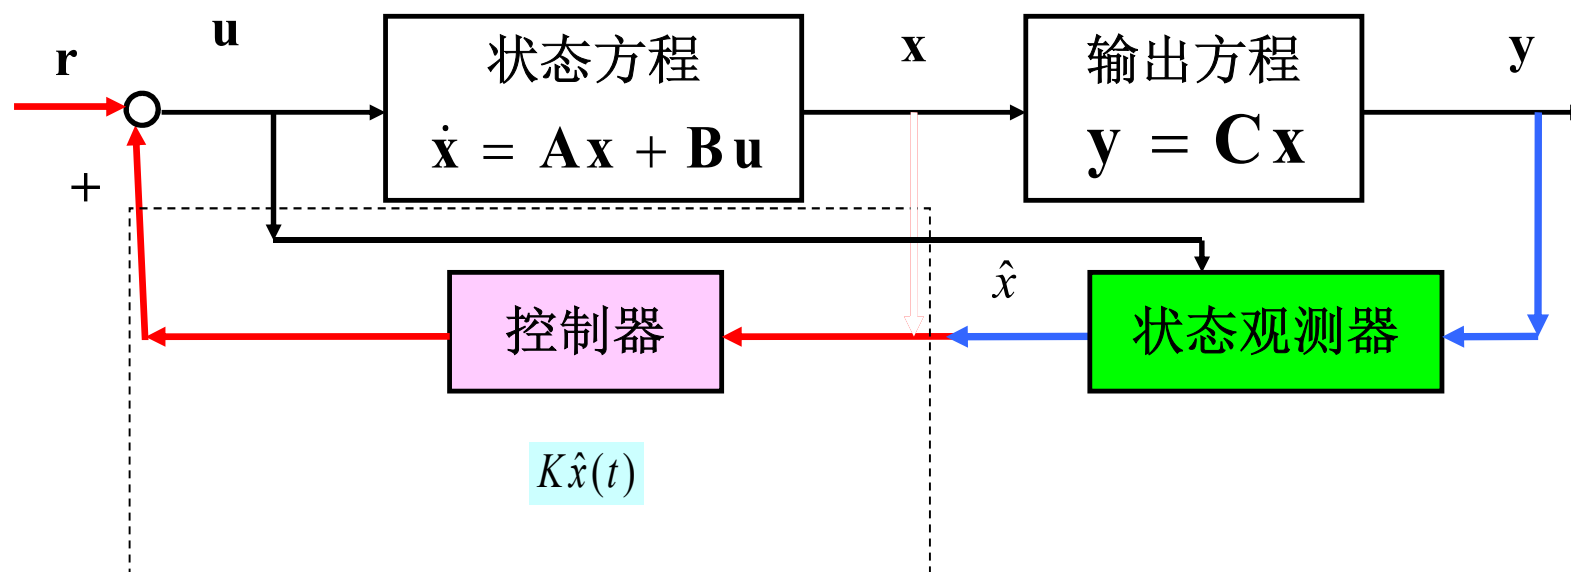 r
u
状态方程
ẋ = Ax + Bu
x
输出方程
y = Cx
y
+
控制器
x̂
状态观测器
Kx̂(t)